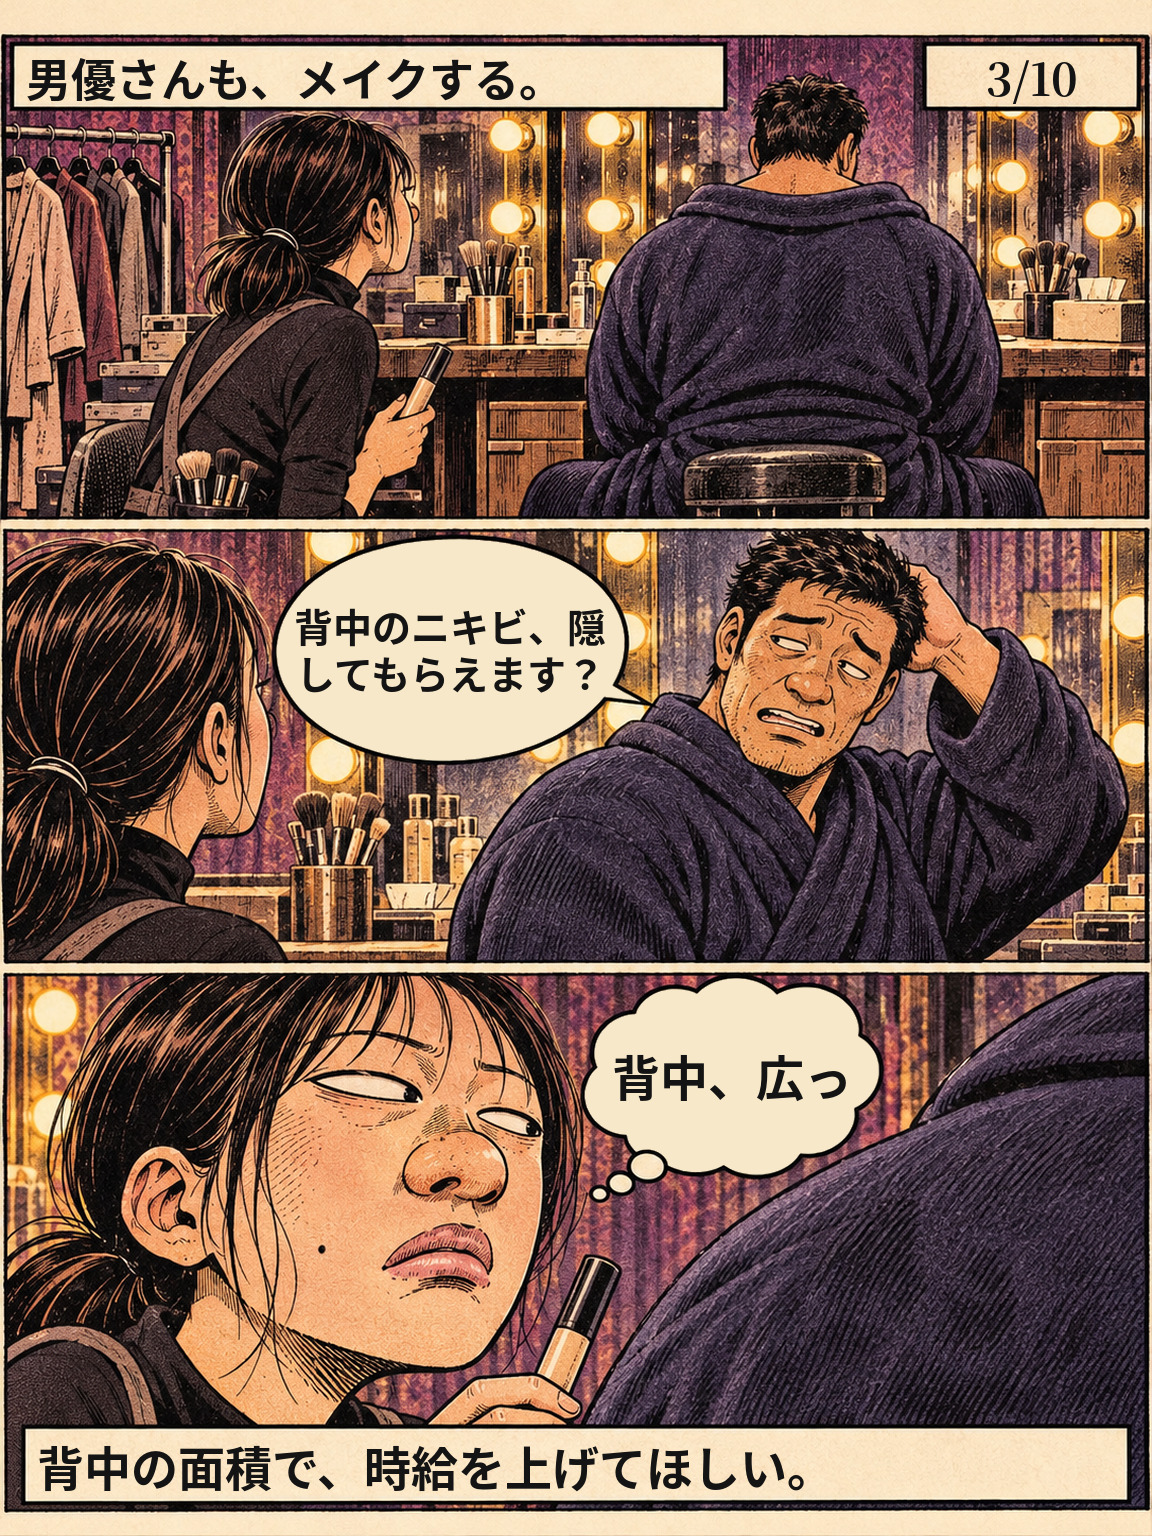 男優さんも、メイクする。
3/10
背中のニキビ、隠
してもらえます？
背中、広っ
背中の面積で、時給を上げてほしい。